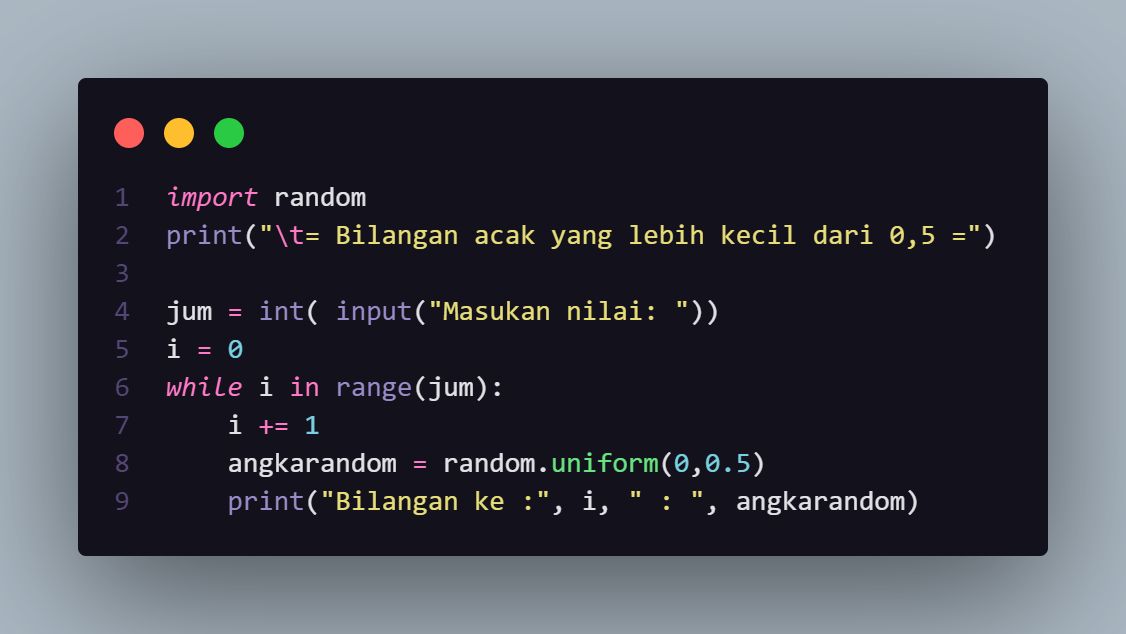 1 import random
2 print("\t= Bilangan acak yang lebih kecil dari 0,5 =")
3
4 jum = int( input("Masukan nilai: "))
5 i = 0
6 while i in range(jum):
7     i += 1
8     angkarandom = random.uniform(0,0.5)
9     print("Bilangan ke :", i, " : ", angkarandom)